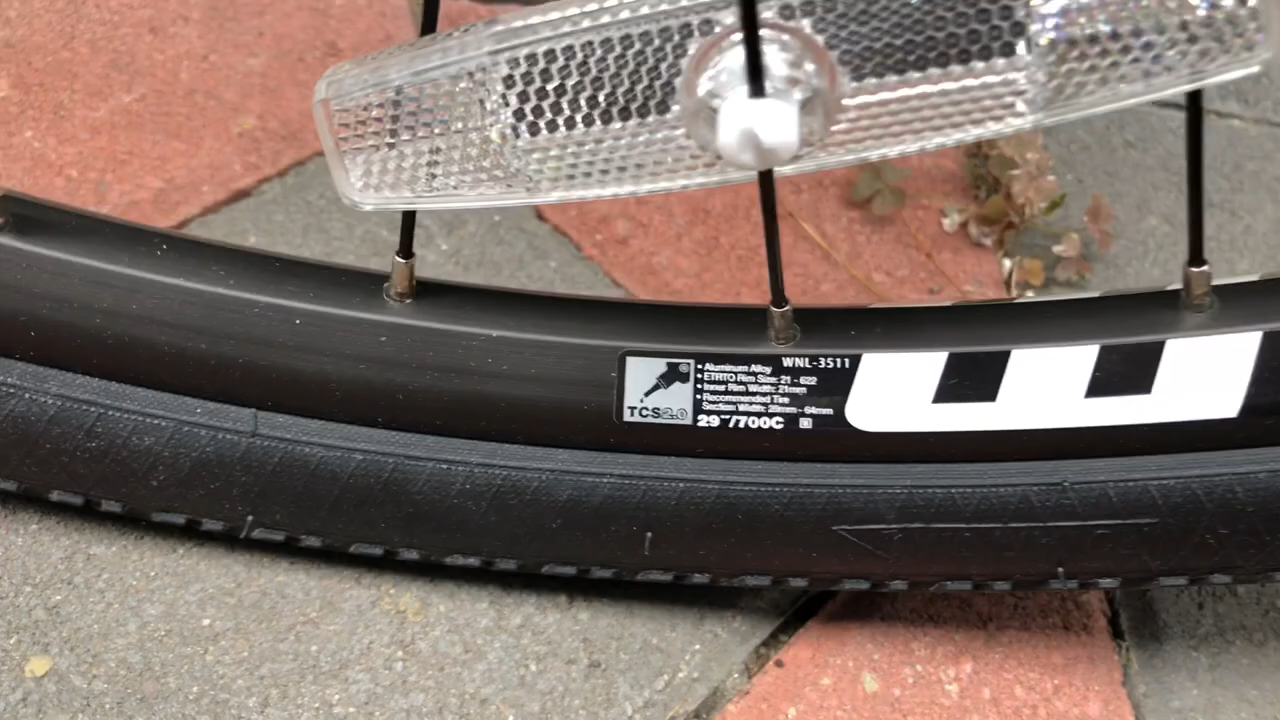 WNL-3511
• Aluminum Alloy
• ETRTO Rim Size: 21 - 622
• Inner Rim Width: 21mm
• Recommended Tire
Section Width: 28mm - 64mm
29"/700C
TCS2.0